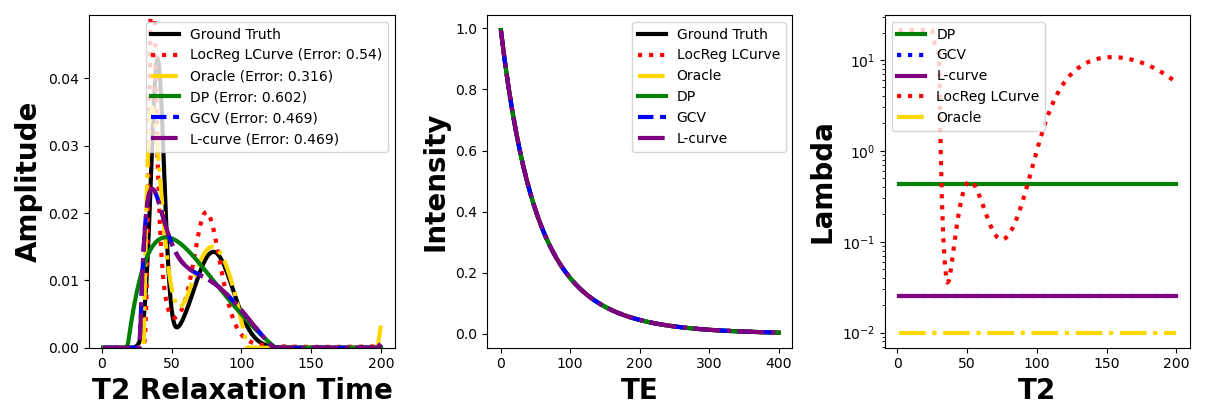 Amplitude
0.04
0.03
0.02
0.01
0.00
0 50 100 150 200
T2 Relaxation Time
Ground Truth
LocReg LCurve (Error: 0.54)
Oracle (Error: 0.316)
DP (Error: 0.602)
GCV (Error: 0.469)
L-curve (Error: 0.469)
Intensity
1.0
0.8
0.6
0.4
0.2
0.0
0 100 200 300 400
TE
Ground Truth
LocReg LCurve
Oracle
DP
GCV
L-curve
Lambda
10¹
10⁰
10⁻¹
10⁻²
0 50 100 150 200
T2
DP
GCV
L-curve
LocReg LCurve
Oracle